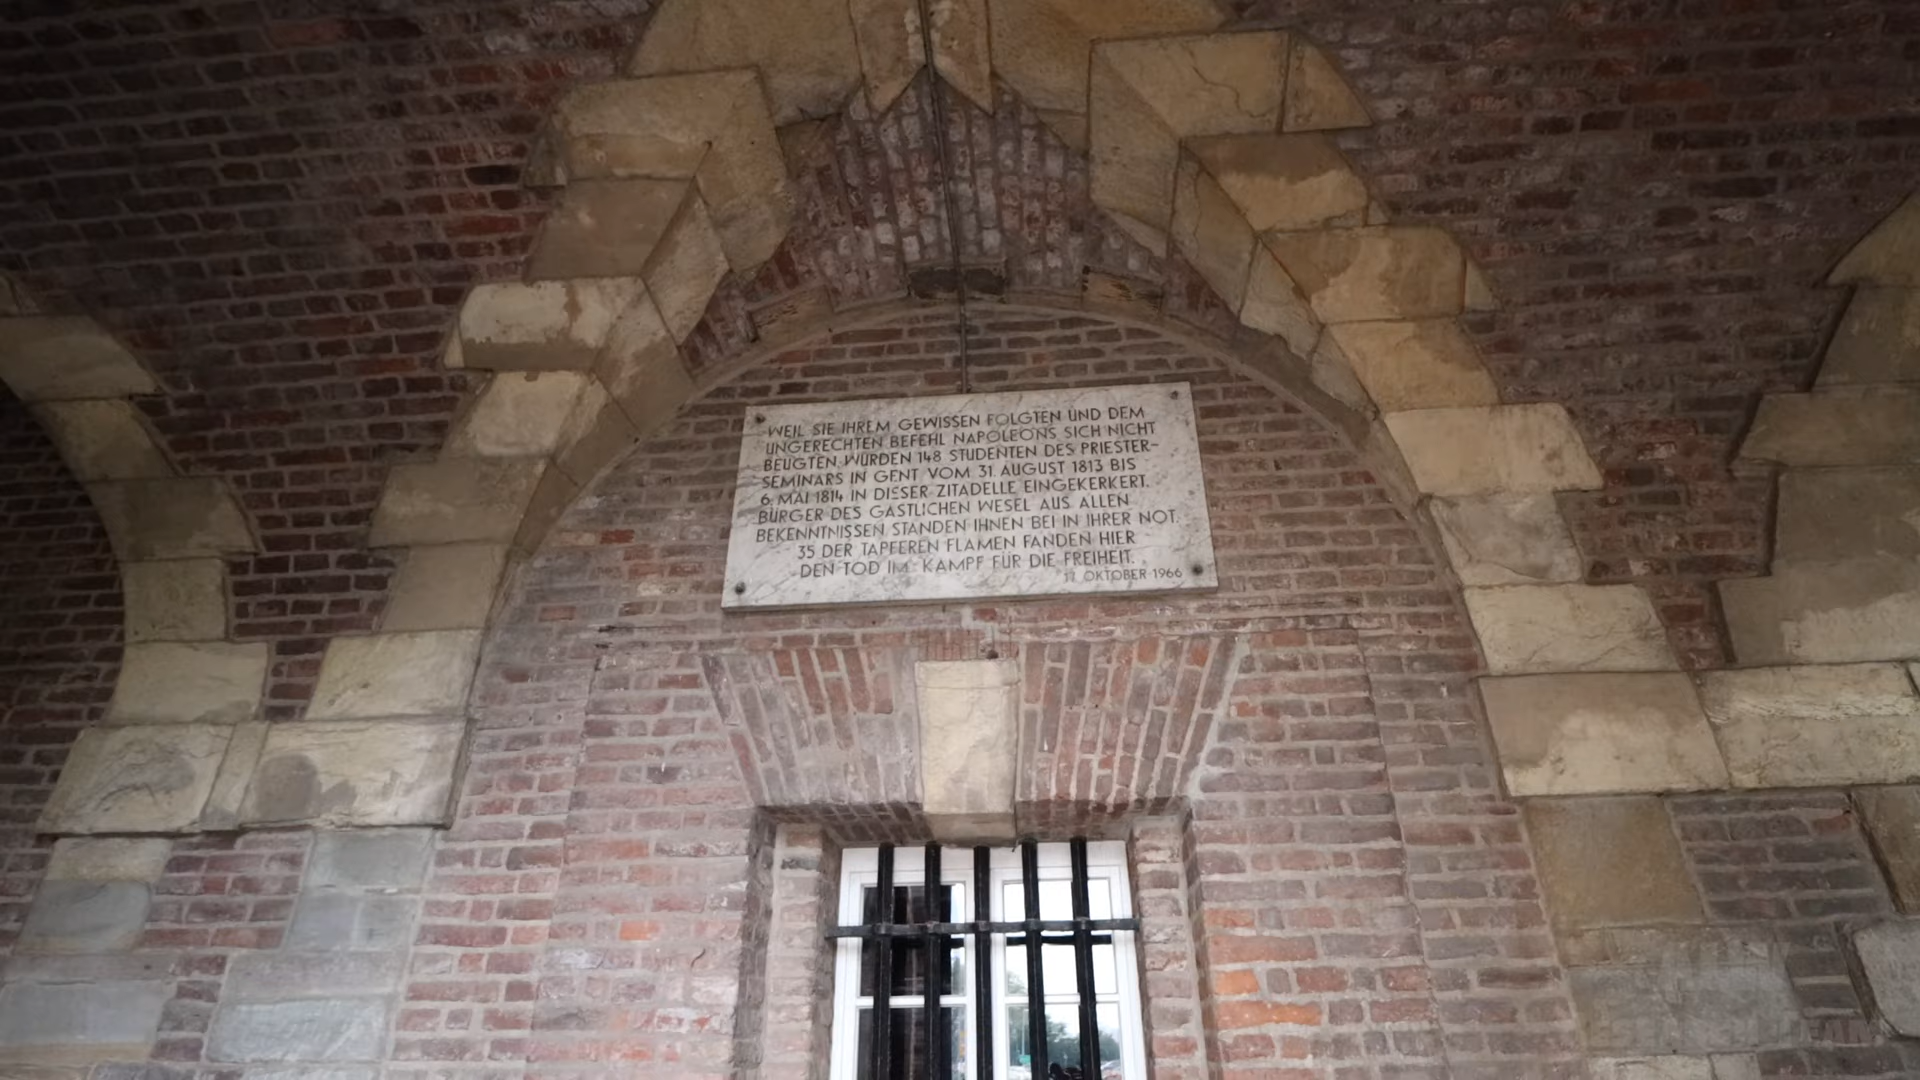 WEIL SIE IHREM GEWISSEN FOLGTEN UND DEM
UNGERECHTEN BEFEHL NAPOLEONS SICH NICHT
BEUGTEN WURDEN 148 STUDENTEN DES PRIESTER-
SEMINARS IN GENT VOM 31. AUGUST 1813 BIS
6. MAI 1814 IN DIESER ZITADELLE EINGEKERKERT.
BÜRGER DES GASTLICHEN WESEL AUS ALLEN
BEKENNTNISSEN STANDEN IHNEN BEI IN IHRER NOT.
35 DER TAPFEREN FLAMEN FANDEN HIER
DEN TOD IM KAMPF FÜR DIE FREIHEIT.
OKTOBER 1966